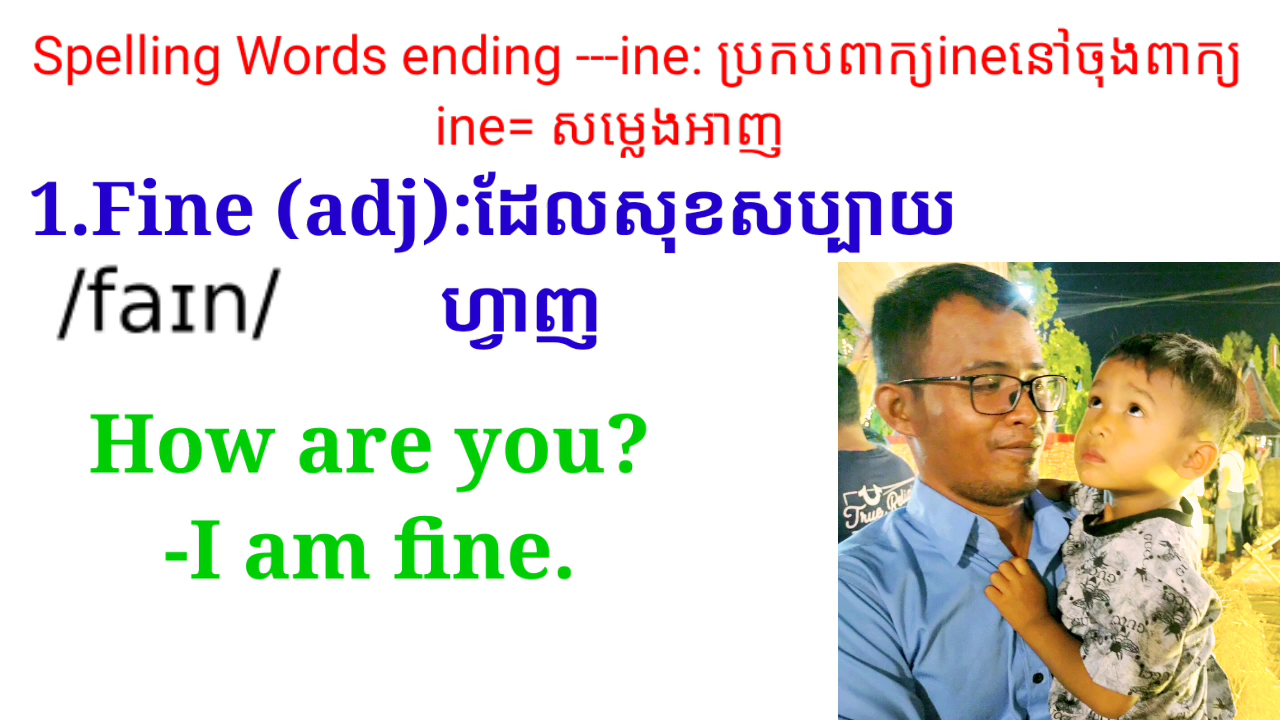 Spelling Words ending ---ine: ប្រកបពាក្យineនៅចុងពាក្យ
ine= សម្លេងអាញ
1.Fine (adj):ដែលសុខសប្បាយ
/faɪn/ ហ្វាញ
How are you?
-I am fine.
True Relig